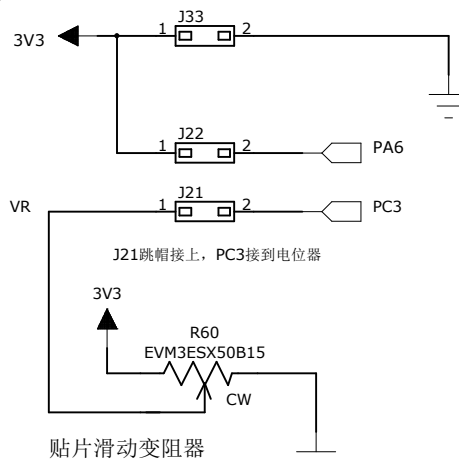 J33
3V3 1 2
J22
1 2 PA6
J21
VR 1 2 PC3
J21跳帽接上，PC3接到电位器
3V3
R60
EVM3ESX50B15
CW
贴片滑动变阻器